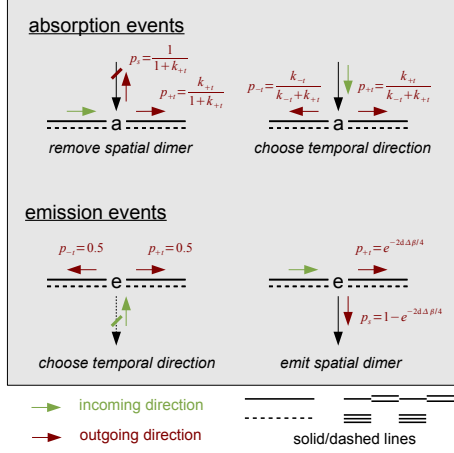 absorption events
p_s = 1/(1+k_{+t})
p_{+t} = k_{+t}/(1+k_{+t})
a
remove spatial dimer
p_{-t} = k_{-t}/(k_{-t}+k_{+t})
p_{+t} = k_{+t}/(k_{-t}+k_{+t})
a
choose temporal direction
emission events
p_{-t}=0.5
p_{+t}=0.5
e
choose temporal direction
p_{+t}=e^{-2dΔβ/4}
e
p_s=1-e^{-2dΔβ/4}
emit spatial dimer
incoming direction
outgoing direction
solid/dashed lines